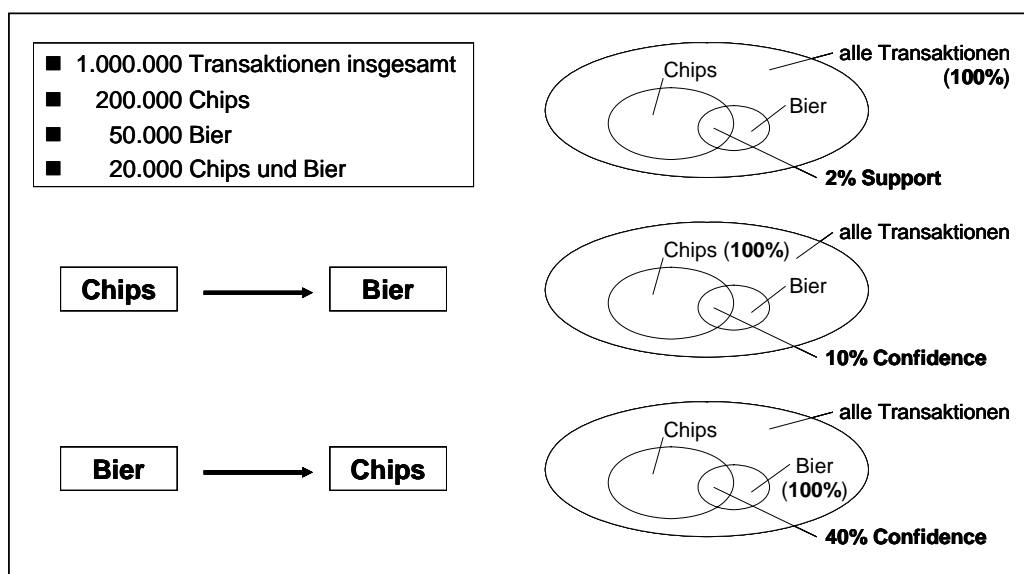 ■ 1.000.000 Transaktionen insgesamt
■ 200.000 Chips
■ 50.000 Bier
■ 20.000 Chips und Bier
alle Transaktionen
(100%)
Chips
Bier
2% Support
Chips
Bier
alle Transaktionen
Chips (100%)
Bier
10% Confidence
Bier
Chips
alle Transaktionen
Chips
Bier
(100%)
40% Confidence